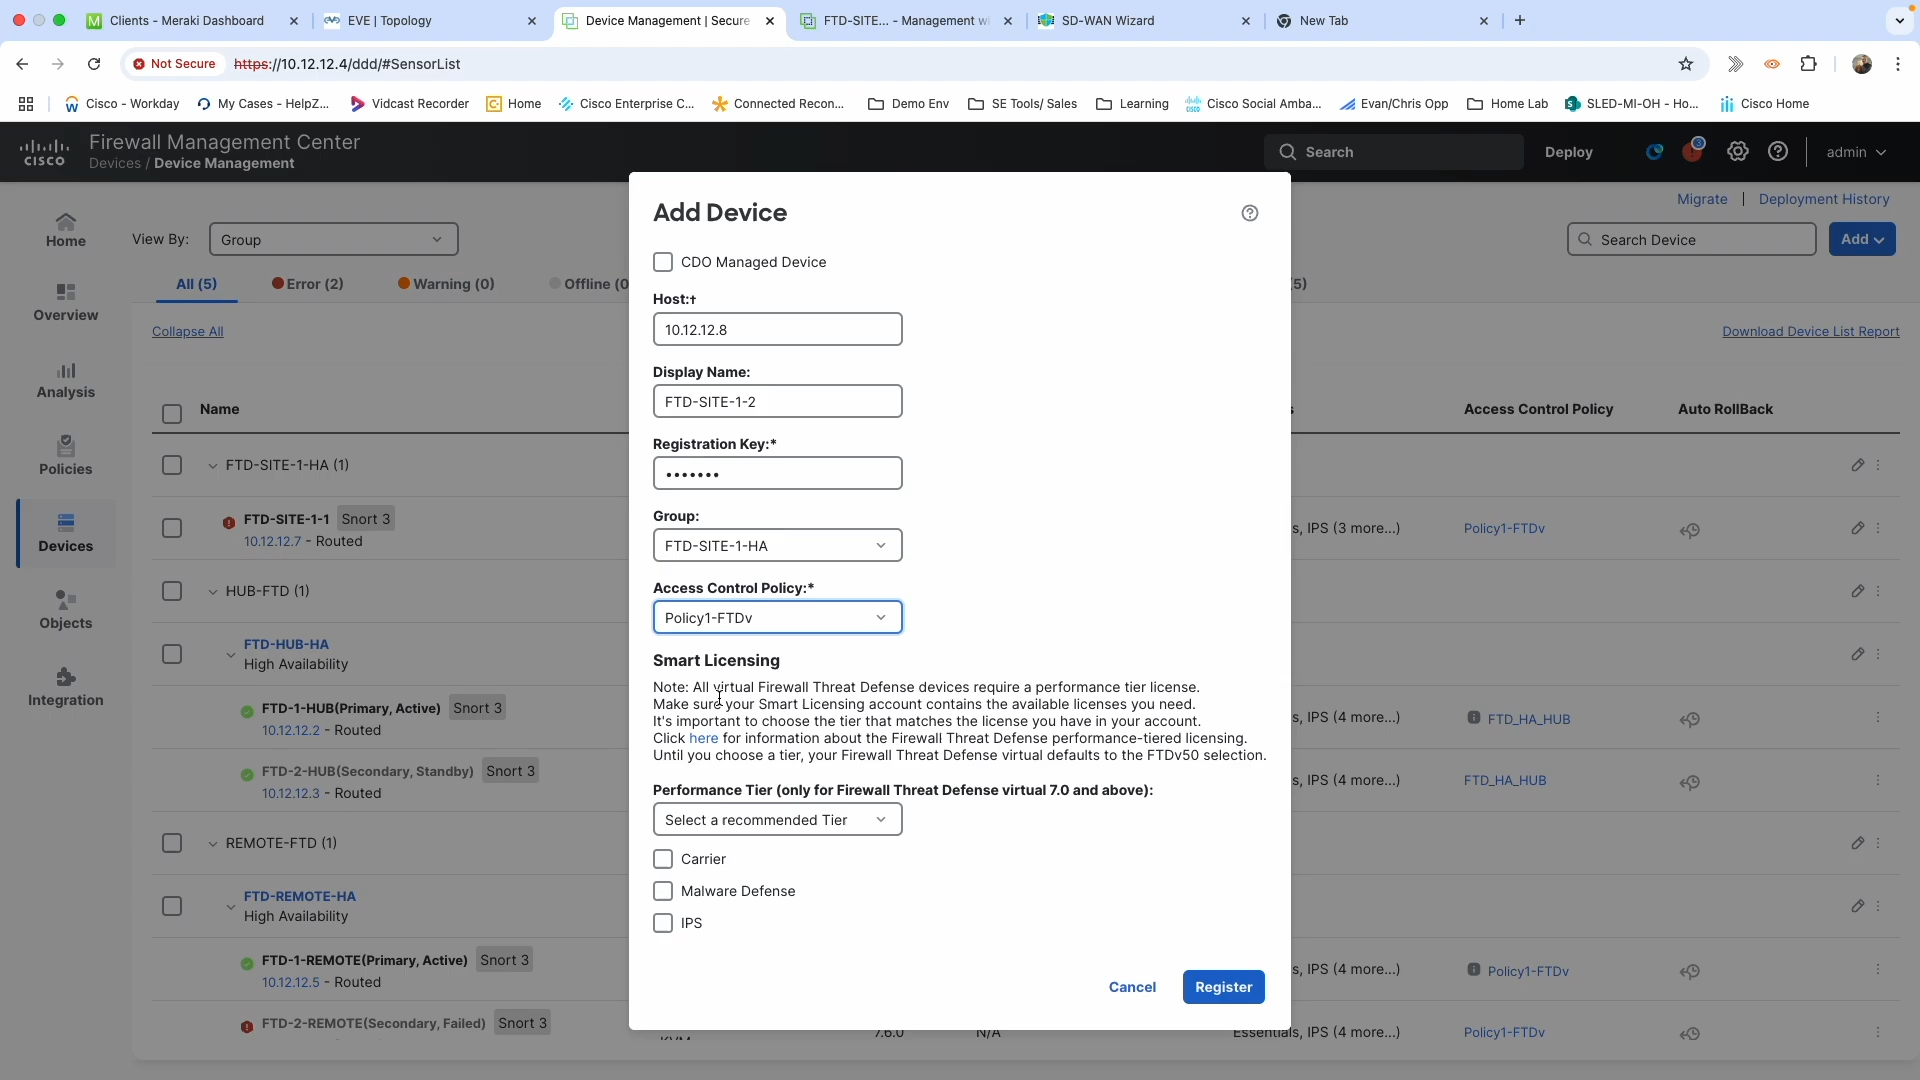 Clients - Meraki Dashboard
EVE | Topology
Device Management | Secure
FTD-SITE... - Management wi
SD-WAN Wizard
New Tab
Not Secure
https://10.12.12.4/ddd/#SensorList
Cisco - Workday
My Cases - HelpZ...
Vidcast Recorder
Home
Cisco Enterprise C...
Connected Recon...
Demo Env
SE Tools/ Sales
Learning
Cisco Social Amba...
Evan/Chris Opp
Home Lab
SLED-MI-OH - Ho...
Cisco Home
CISCO
Firewall Management Center
Devices / Device Management
Search
Deploy
3
admin
Migrate | Deployment History
Home
Overview
Analysis
Policies
Devices
Objects
Integration
View By:
Group
Search Device
Add
All (5)
Error (2)
Warning (0)
Offline (0
(5)
Collapse All
Download Device List Report
Name
Access Control Policy
Auto RollBack
FTD-SITE-1-HA (1)
FTD-SITE-1-1 Snort 3
10.12.12.7 - Routed
s, IPS (3 more...)
Policy1-FTDv
HUB-FTD (1)
FTD-HUB-HA
High Availability
FTD-1-HUB(Primary, Active) Snort 3
10.12.12.2 - Routed
s, IPS (4 more...)
FTD_HA_HUB
FTD-2-HUB(Secondary, Standby) Snort 3
10.12.12.3 - Routed
s, IPS (4 more...)
FTD_HA_HUB
REMOTE-FTD (1)
FTD-REMOTE-HA
High Availability
FTD-1-REMOTE(Primary, Active) Snort 3
10.12.12.5 - Routed
s, IPS (4 more...)
Policy1-FTDv
FTD-2-REMOTE(Secondary, Failed) Snort 3
KVM
7.6.0
N/A
Essentials, IPS (4 more...)
Policy1-FTDv
Add Device
CDO Managed Device
Host:†
10.12.12.8
Display Name:
FTD-SITE-1-2
Registration Key:*
•••••••
Group:
FTD-SITE-1-HA
Access Control Policy:*
Policy1-FTDv
Smart Licensing
Note: All virtual Firewall Threat Defense devices require a performance tier license.
Make sure your Smart Licensing account contains the available licenses you need.
It's important to choose the tier that matches the license you have in your account.
Click here for information about the Firewall Threat Defense performance-tiered licensing.
Until you choose a tier, your Firewall Threat Defense virtual defaults to the FTDv50 selection.
Performance Tier (only for Firewall Threat Defense virtual 7.0 and above):
Select a recommended Tier
Carrier
Malware Defense
IPS
Cancel
Register